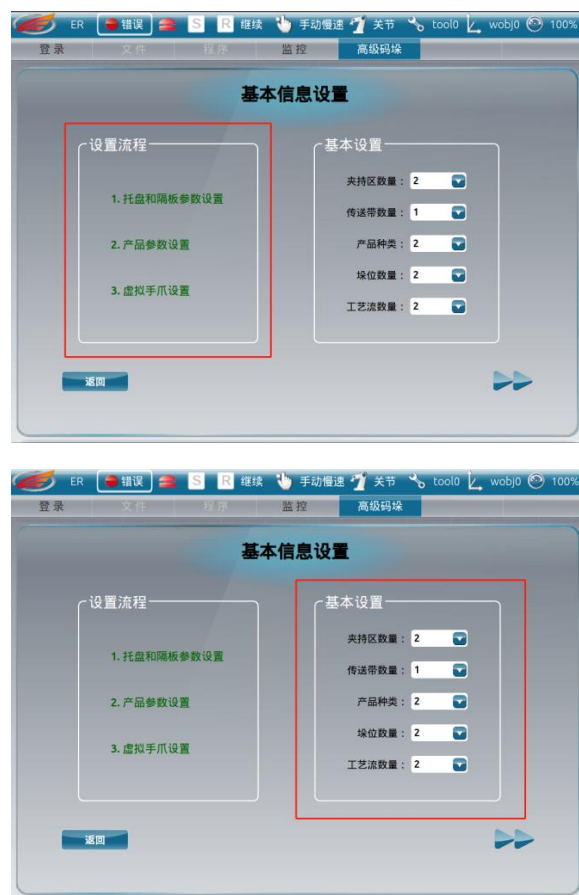 ER 错误 S R 继续 手动慢速 关节 tool0 wobj0 100%
登录 文件 程序 监控 高级码垛
基本信息设置
设置流程
1. 托盘和隔板参数设置
2. 产品参数设置
3. 虚拟手爪设置
基本设置
夹持区数量： 2
传送带数量： 1
产品种类： 2
垛位数量： 2
工艺流数量： 2
返回
ER 错误 S R 继续 手动慢速 关节 tool0 wobj0 100%
登录 文件 程序 监控 高级码垛
基本信息设置
设置流程
1. 托盘和隔板参数设置
2. 产品参数设置
3. 虚拟手爪设置
基本设置
夹持区数量： 2
传送带数量： 1
产品种类： 2
垛位数量： 2
工艺流数量： 2
返回